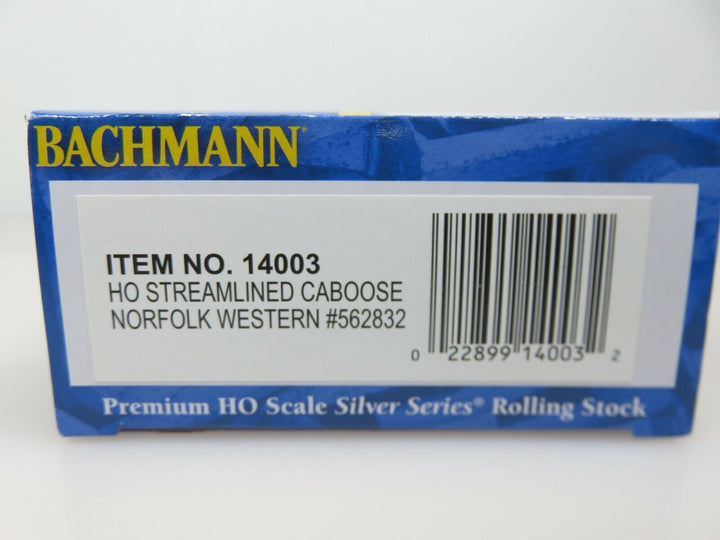 BACHMANN®
ITEM NO. 14003
HO STREAMLINED CABOOSE
NORFOLK WESTERN #562832
0 22899 14003 2
Premium HO Scale Silver Series® Rolling Stock